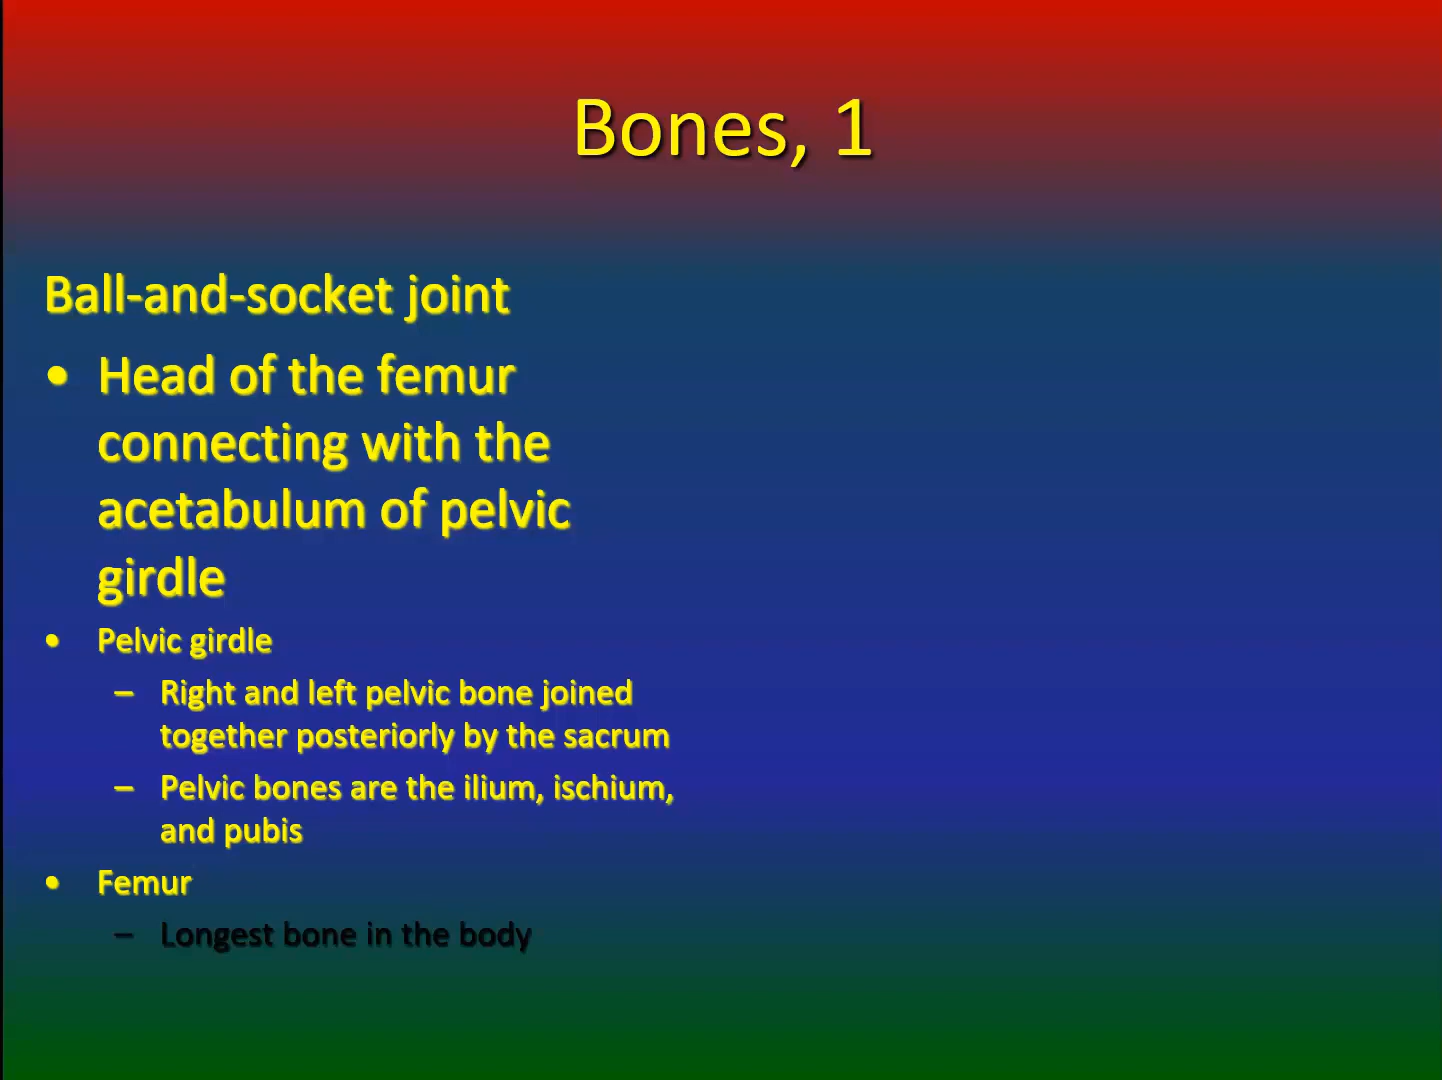 Bones, 1
Ball-and-socket joint
• Head of the femur
connecting with the
acetabulum of pelvic
girdle
• Pelvic girdle
– Right and left pelvic bone joined
together posteriorly by the sacrum
– Pelvic bones are the ilium, ischium,
and pubis
• Femur
– Longest bone in the body